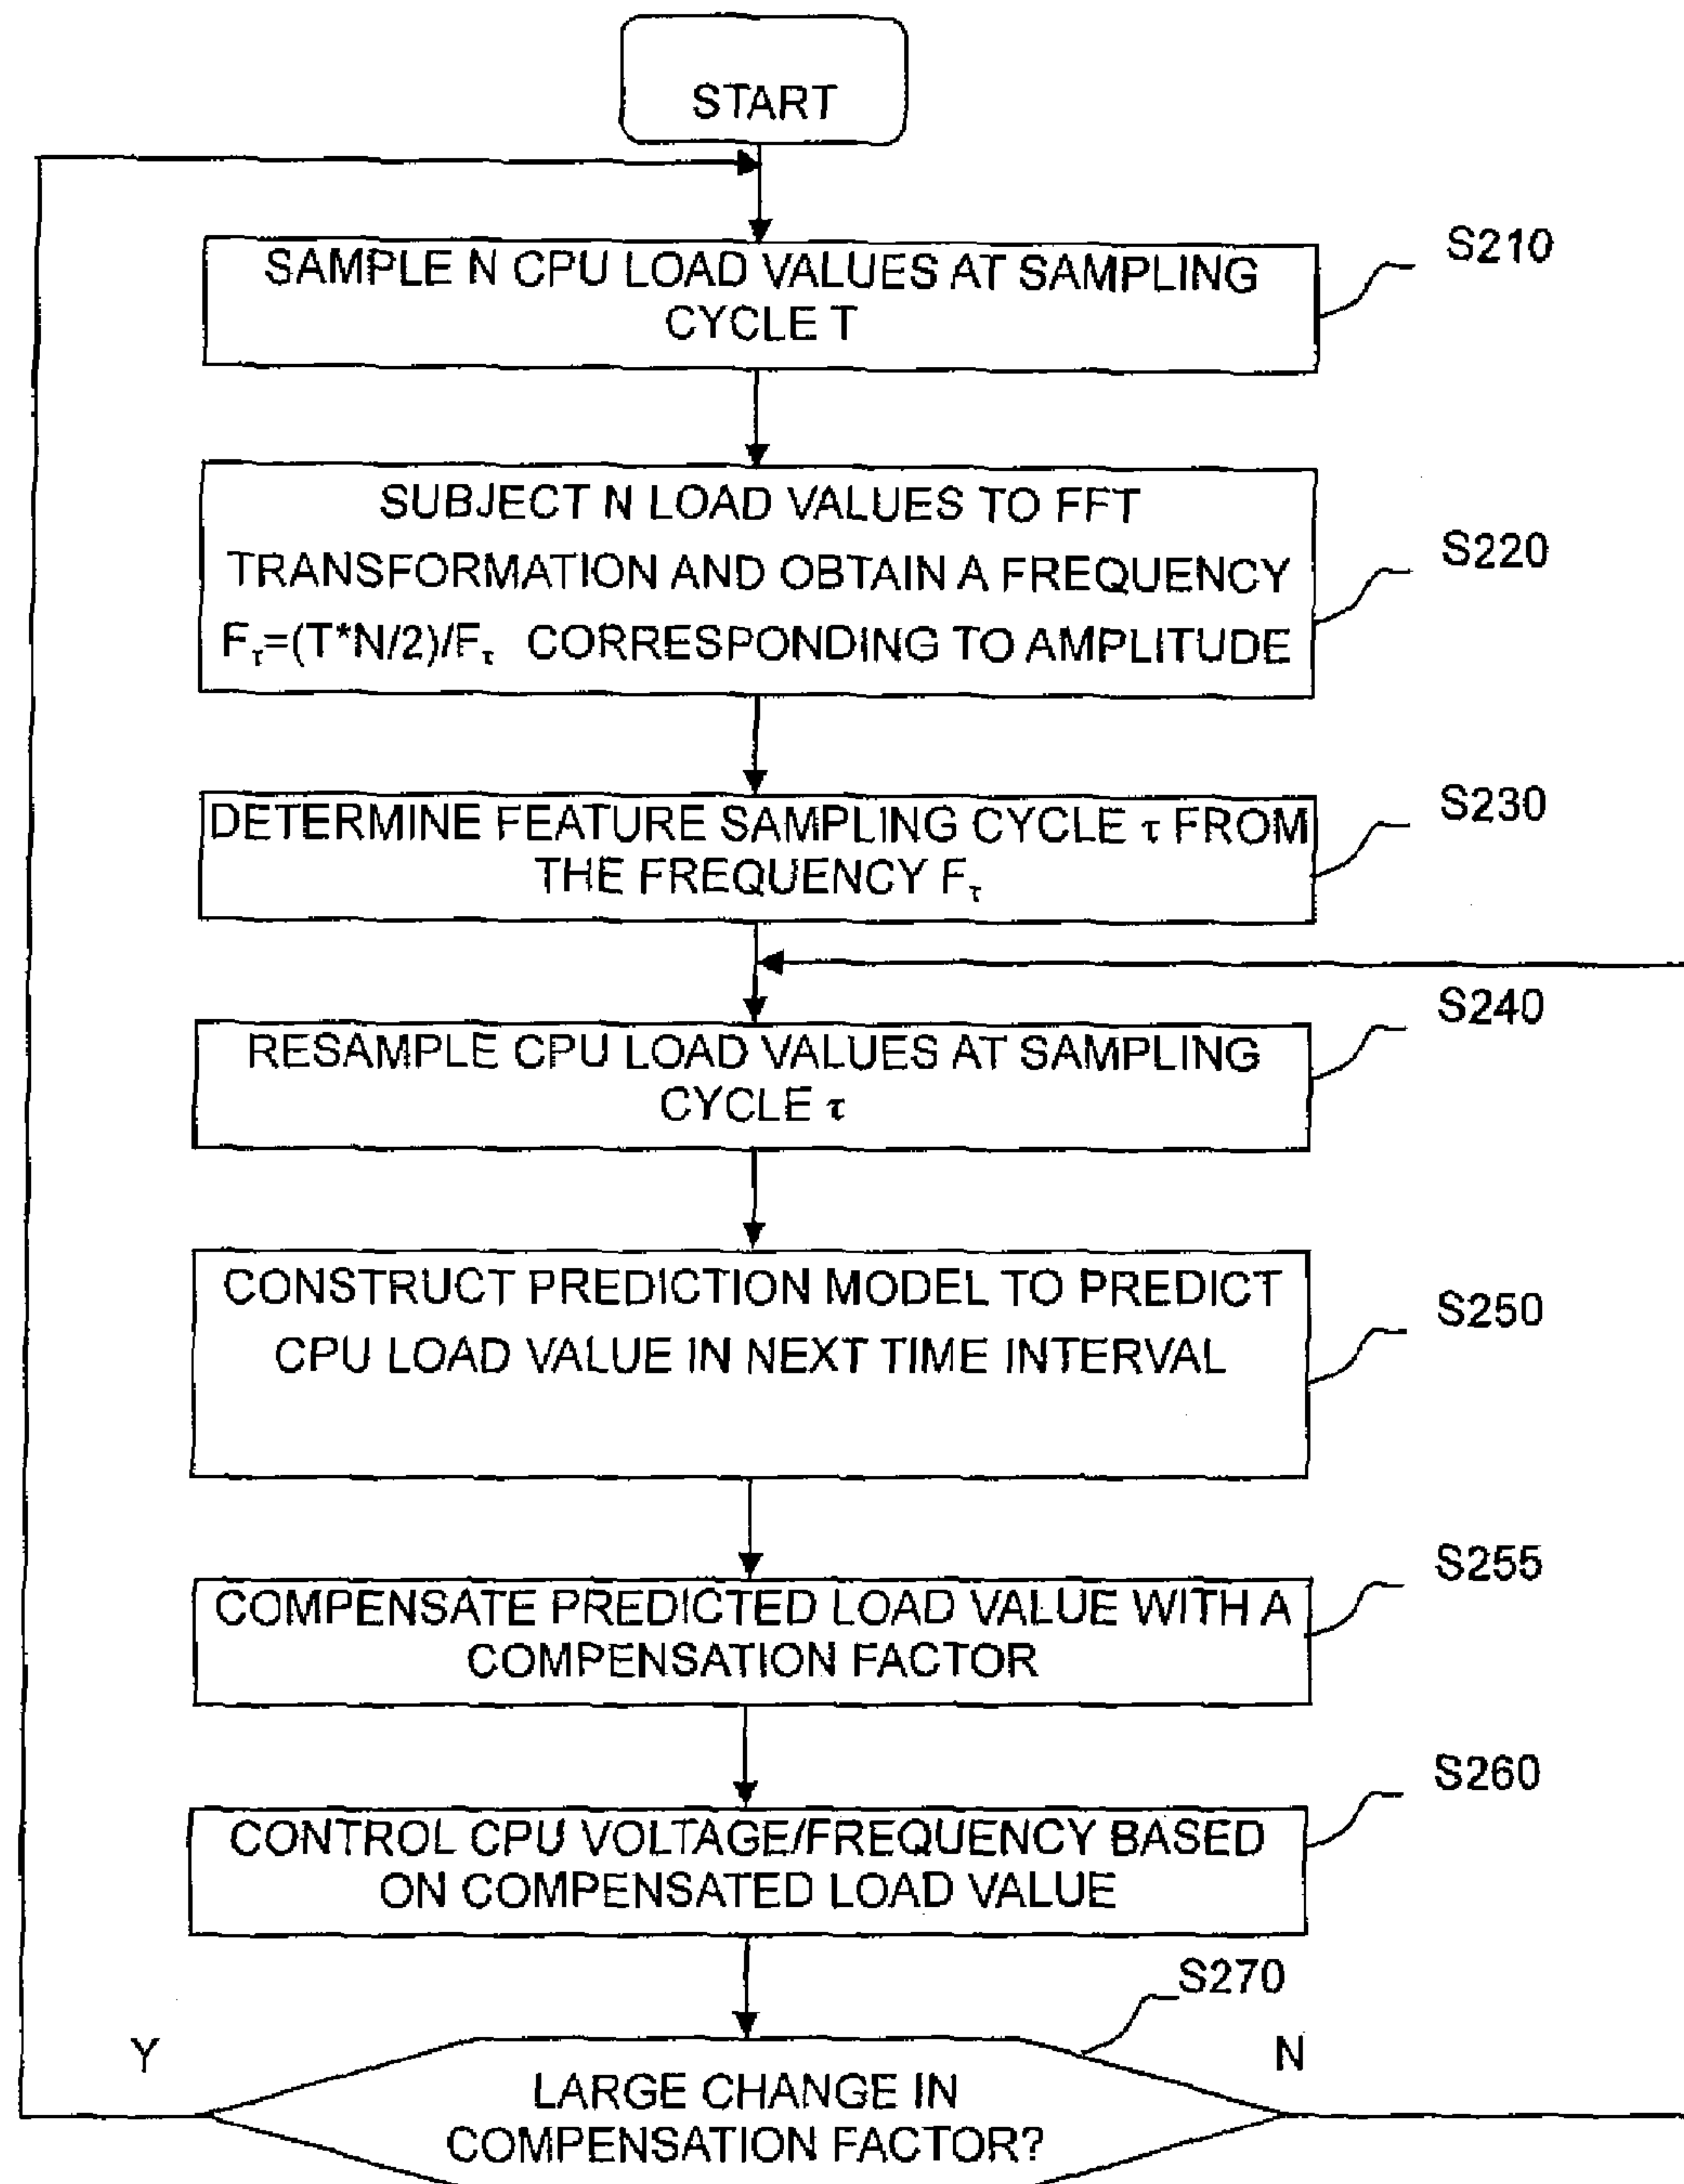 START
SAMPLE N CPU LOAD VALUES AT SAMPLING
CYCLE T
S210
SUBJECT N LOAD VALUES TO FFT
TRANSFORMATION AND OBTAIN A FREQUENCY
Fτ=(T*N/2)/Fτ CORRESPONDING TO AMPLITUDE
S220
DETERMINE FEATURE SAMPLING CYCLE τ FROM
THE FREQUENCY Fτ
S230
RESAMPLE CPU LOAD VALUES AT SAMPLING
CYCLE τ
S240
CONSTRUCT PREDICTION MODEL TO PREDICT
CPU LOAD VALUE IN NEXT TIME INTERVAL
S250
COMPENSATE PREDICTED LOAD VALUE WITH A
COMPENSATION FACTOR
S255
CONTROL CPU VOLTAGE/FREQUENCY BASED
ON COMPENSATED LOAD VALUE
S260
S270
Y
N
LARGE CHANGE IN
COMPENSATION FACTOR?